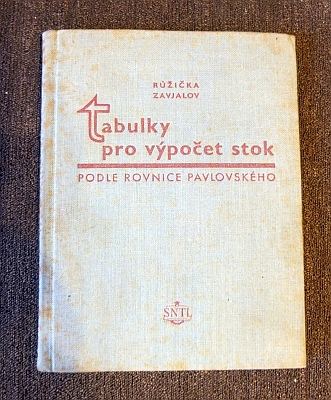 RŮŽIČKA
ZAVJALOV
tabulky
pro výpočet stok
PODLE ROVNICE PAVLOVSKÉHO
SNTL